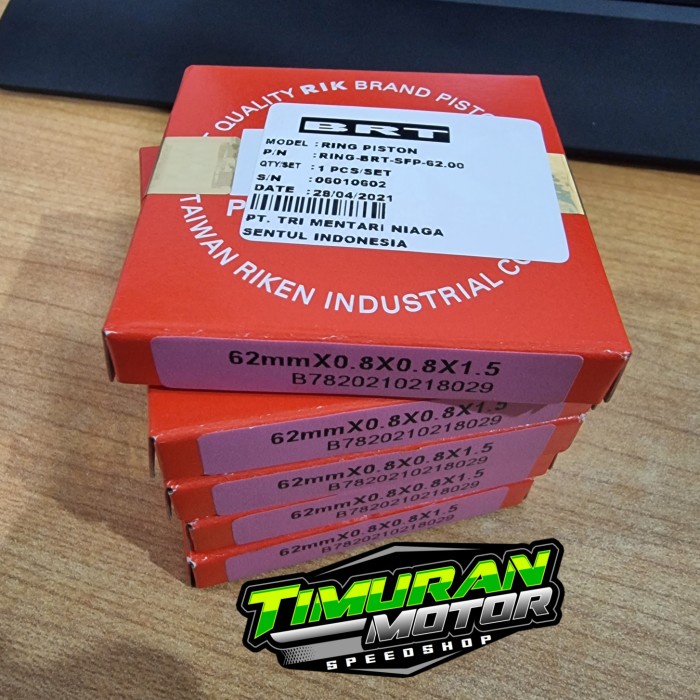 T QUALITY RIK BRAND PIST
BRT
MODEL : RING PISTON
P/N : RING-BRT-SFP-62.00
QTY/SET : 1 PCS/SET
S/N : 06010602
DATE : 28/04/2021
PT. TRI MENTARI NIAGA
SENTUL INDONESIA
P
TAIWAN RIKEN INDUSTRIAL CO
62mmX0.8X0.8X1.5
B7820210218029
62mmX0.8X0.8X1.5
B7820210218029
62mmX0.8X0.8X1.5
B7820210218029
62mmX0.8X0.8X1.5
B7820210218029
62mmX0.8X0.8X1.5
TIMURAN
MOTOR
SPEEDSHOP